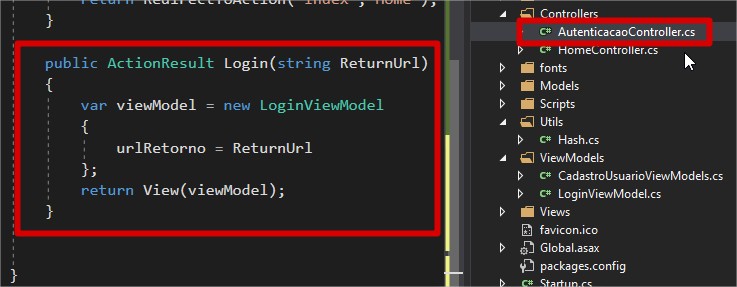 return RedirectToAction("Index", "Home");
}
public ActionResult Login(string ReturnUrl)
{
var viewModel = new LoginViewModel
{
urlRetorno = ReturnUrl
};
return View(viewModel);
}
}
Controllers
C# AutenticacaoController.cs
C# HomeController.cs
fonts
Models
Scripts
Utils
C# Hash.cs
ViewModels
C# CadastroUsuarioViewModels.cs
C# LoginViewModel.cs
Views
favicon.ico
Global.asax
packages.config
C# Startup.cs